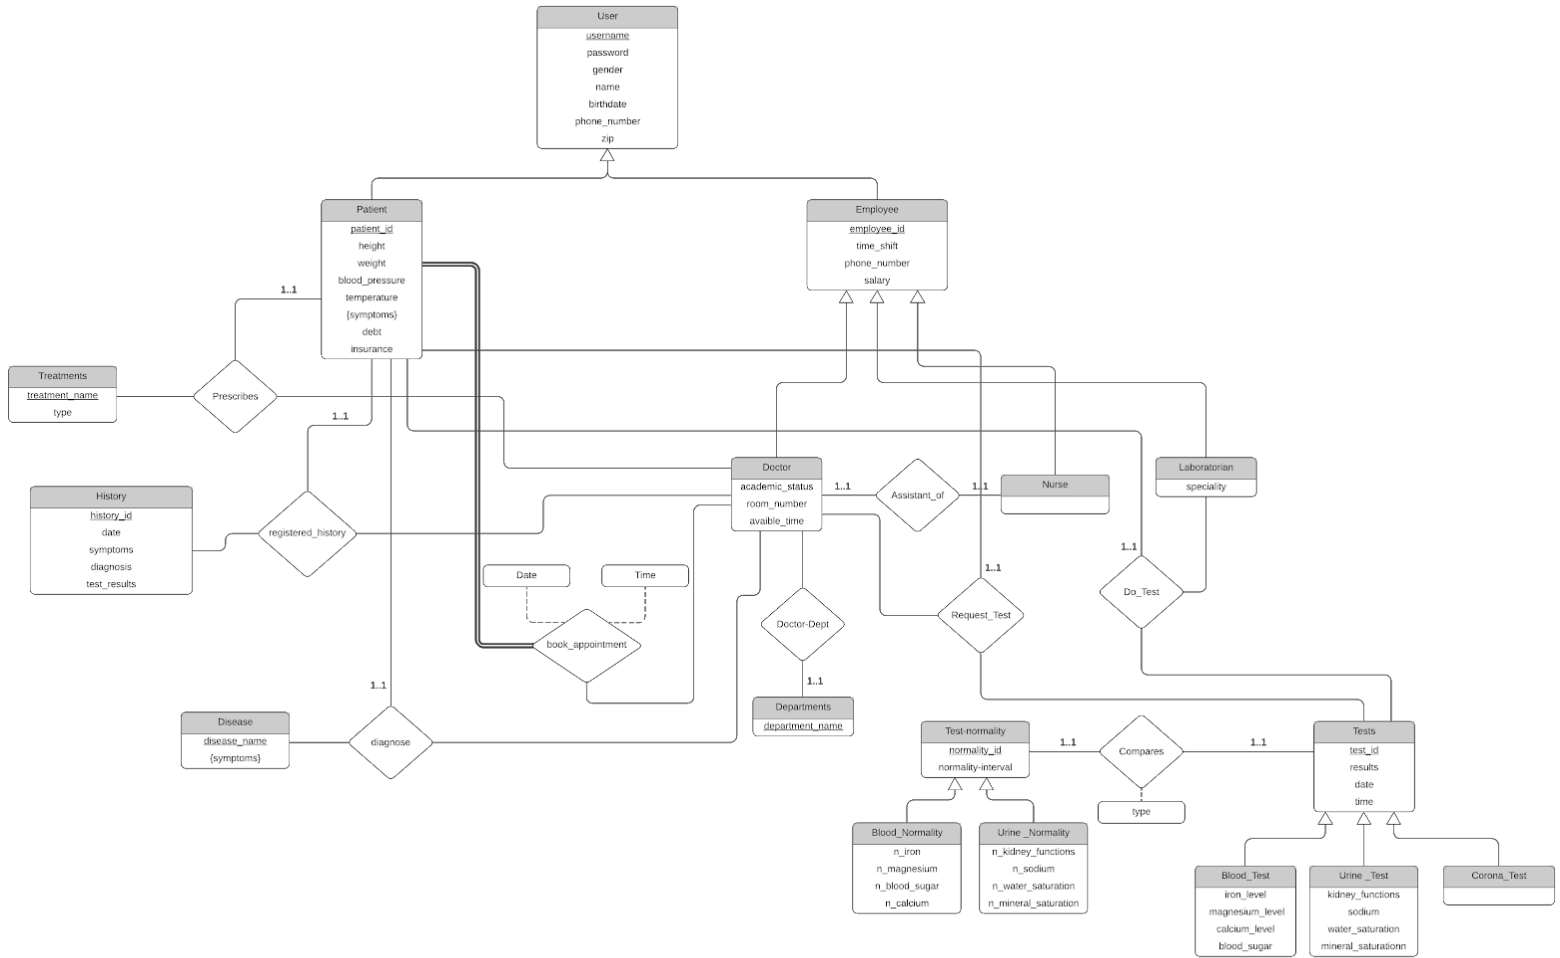 User
username
password
gender
name
birthdate
phone_number
zip
Patient
patient_id
height
weight
blood_pressure
temperature
{symptoms}
debt
insurance
Employee
employee_id
time_shift
phone_number
salary
1..1
Treatments
treatment_name
type
Prescribes
1..1
History
history_id
date
symptoms
diagnosis
test_results
registered_history
Doctor
academic_status
room_number
avaible_time
1..1
Assistant_of
1..1
Nurse
Laboratorian
speciality
Date
Time
book_appointment
Doctor-Dept
1..1
Departments
department_name
1..1
Request_Test
1..1
Do_Test
1..1
Disease
disease_name
{symptoms}
diagnose
Test-normality
normality_id
normality-interval
1..1
Compares
1..1
type
Tests
test_id
results
date
time
Blood_Normality
n_iron
n_magnesium
n_blood_sugar
n_calcium
Urine _Normality
n_kidney_functions
n_sodium
n_water_saturation
n_mineral_saturation
Blood_Test
iron_level
magnesium_level
calcium_level
blood_sugar
Urine _Test
kidney_functions
sodium
water_saturation
mineral_saturationn
Corona_Test